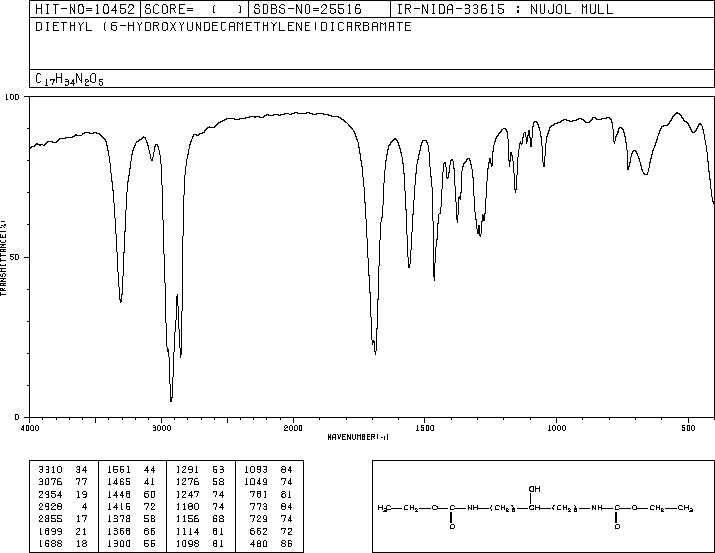 HIT-NO=10452 SCORE= ( ) SDBS-NO=25516 IR-NIDA-33615 : NUJOL MULL
DIETHYL (6-HYDROXYUNDECAMETHYLENE)DICARBAMATE
C17H34N2O5
100
50
0
TRANSMITTANCE(%)
4000 3000 2000 1500 1000 500
WAVENUMBER(-1)
3310 34 1561 44 1291 53 1093 84
3076 77 1465 41 1276 58 1049 74
2954 19 1448 60 1247 74 781 81
2928 4 1416 72 1180 74 773 84
2855 17 1378 58 1156 68 729 74
1699 21 1368 66 1114 81 662 72
1688 18 1300 55 1098 81 480 86
OH
CH3 CH2 O C NH (CH2)5 CH (CH2)5 NH C O CH2 CH3
O O